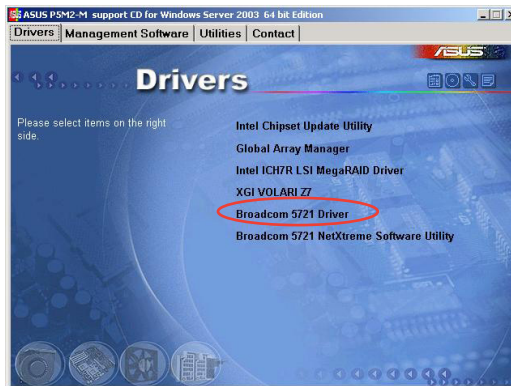 ASUS P5M2-M support CD for Windows Server 2003 64 bit Edition
Drivers Management Software Utilities Contact
ASUS
Drivers
Please select items on the right
side.
Intel Chipset Update Utility
Global Array Manager
Intel ICH7R LSI MegaRAID Driver
XGI VOLARI Z7
Broadcom 5721 Driver
Broadcom 5721 NetXtreme Software Utility